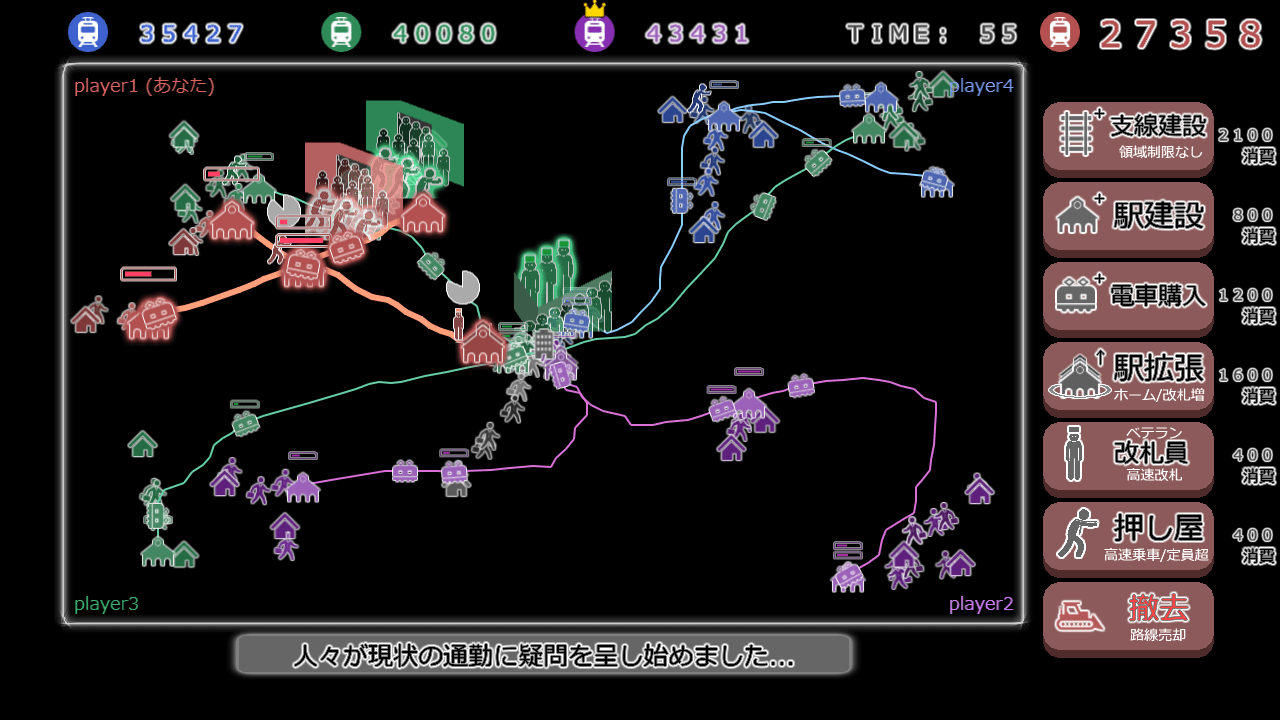 35427
40080
43431
TIME: 55
27358
player1 (あなた)
player4
支線建設
領域制限なし
2100
消費
駅建設
800
消費
電車購入
1200
消費
駅拡張
ホーム/改札増
1600
消費
ベテラン
改札員
高速改札
400
消費
押し屋
高速乗車/定員超
400
消費
撤去
路線売却
player3
player2
人々が現状の通勤に疑問を呈し始めました...